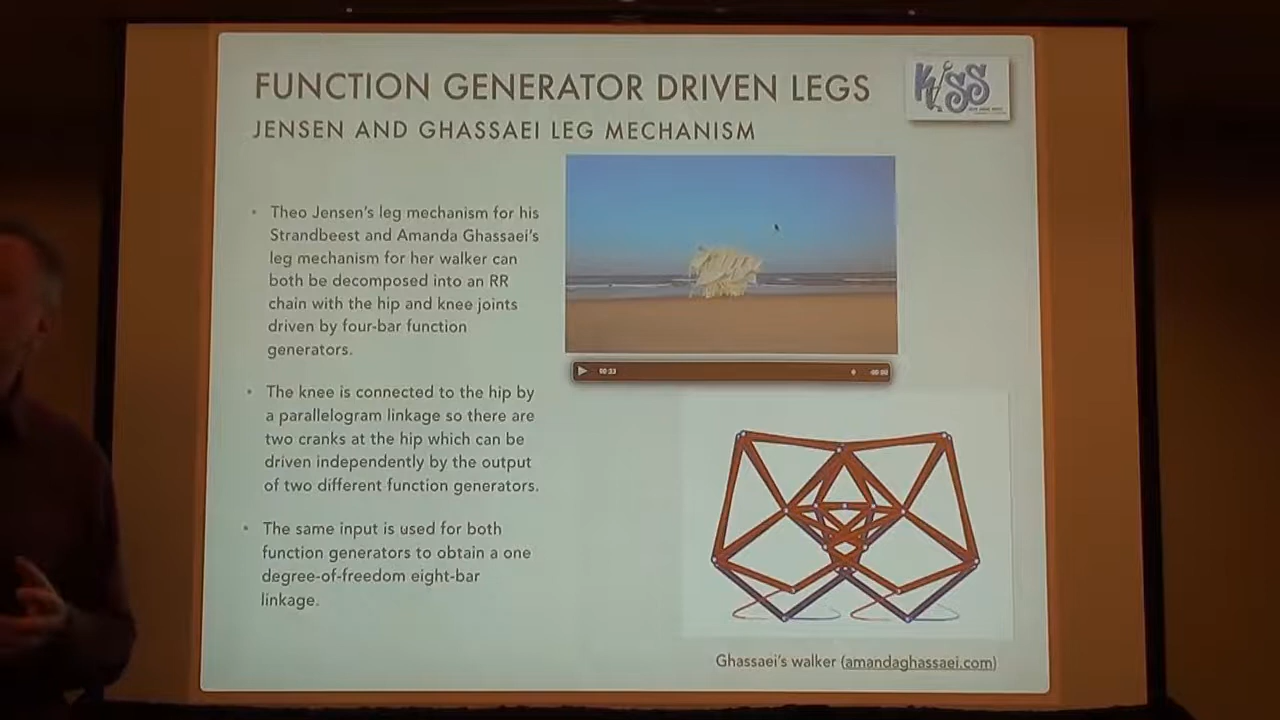 FUNCTION GENERATOR DRIVEN LEGS
JENSEN AND GHASSAEI LEG MECHANISM
KISS
• Theo Jensen's leg mechanism for his
Strandbeest and Amanda Ghassaei's
leg mechanism for her walker can
both be decomposed into an RR
chain with the hip and knee joints
driven by four-bar function
generators.
• The knee is connected to the hip by
a parallelogram linkage so there are
two cranks at the hip which can be
driven independently by the output
of two different function generators.
• The same input is used for both
function generators to obtain a one
degree-of-freedom eight-bar
linkage.
00:33
-00:00
Ghassaei's walker (amandaghassaei.com)